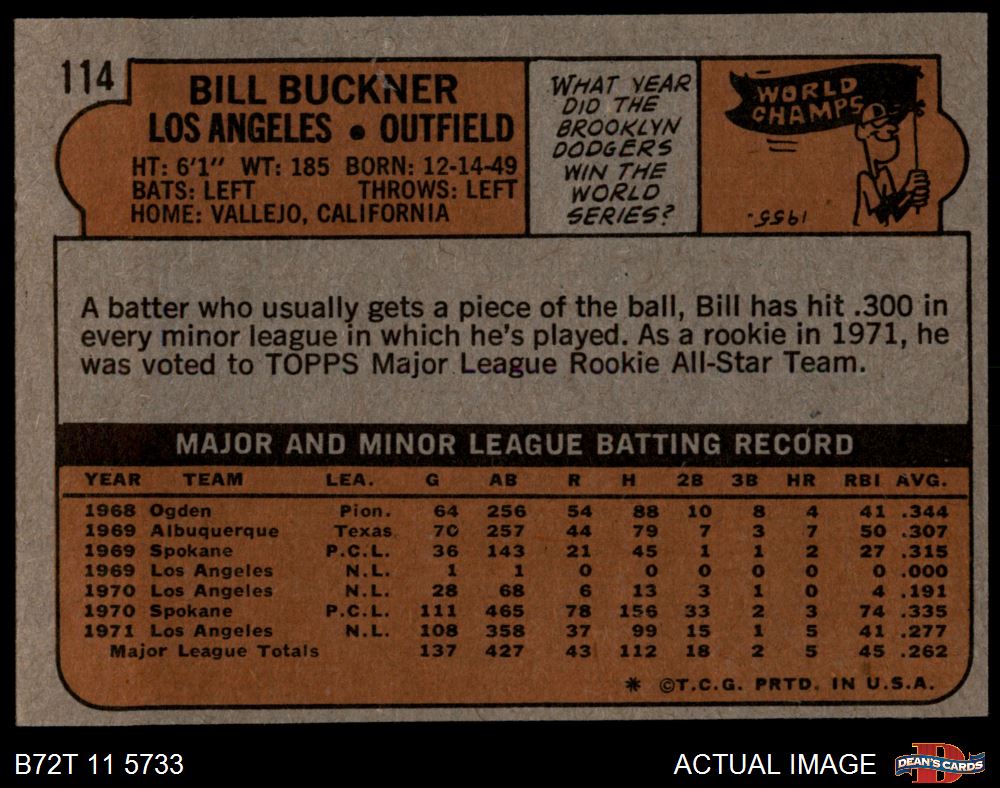 114
BILL BUCKNER
LOS ANGELES • OUTFIELD
HT: 6'1" WT: 185 BORN: 12-14-49
BATS: LEFT THROWS: LEFT
HOME: VALLEJO, CALIFORNIA
WHAT YEAR
DID THE
BROOKLYN
DODGERS
WIN THE
WORLD
SERIES?
WORLD
CHAMPS
1955.
A batter who usually gets a piece of the ball, Bill has hit .300 in
every minor league in which he's played. As a rookie in 1971, he
was voted to TOPPS Major League Rookie All-Star Team.
MAJOR AND MINOR LEAGUE BATTING RECORD
YEAR TEAM LEA. G AB R H 2B 3B HR RBI AVG.
1968 Ogden Pion. 64 256 54 88 10 8 4 41 .344
1969 Albuquerque Texas 70 257 44 79 7 3 7 50 .307
1969 Spokane P.C.L. 36 143 21 45 1 1 2 27 .315
1969 Los Angeles N.L. 1 1 0 0 0 0 0 0 .000
1970 Los Angeles N.L. 28 68 6 13 3 1 0 4 .191
1970 Spokane P.C.L. 111 465 78 156 33 2 3 74 .335
1971 Los Angeles N.L. 108 358 37 99 15 1 5 41 .277
Major League Totals 137 427 43 112 18 2 5 45 .262
* ©T.C.G. PRTD. IN U.S.A.
B72T 11 5733
ACTUAL IMAGE
D
DEAN'S CARDS